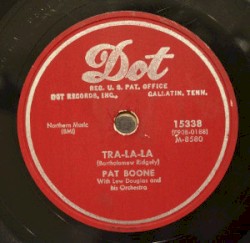 Dot
REG. U. S. PAT. OFFICE
DOT RECORDS, INC., GALLATIN, TENN.
Northern Music
(BMI)
15338
M-8580
TRA-LA-LA
(Bartholomew Ridgely)
PAT BOONE
With Lew Douglas and
his Orchestra